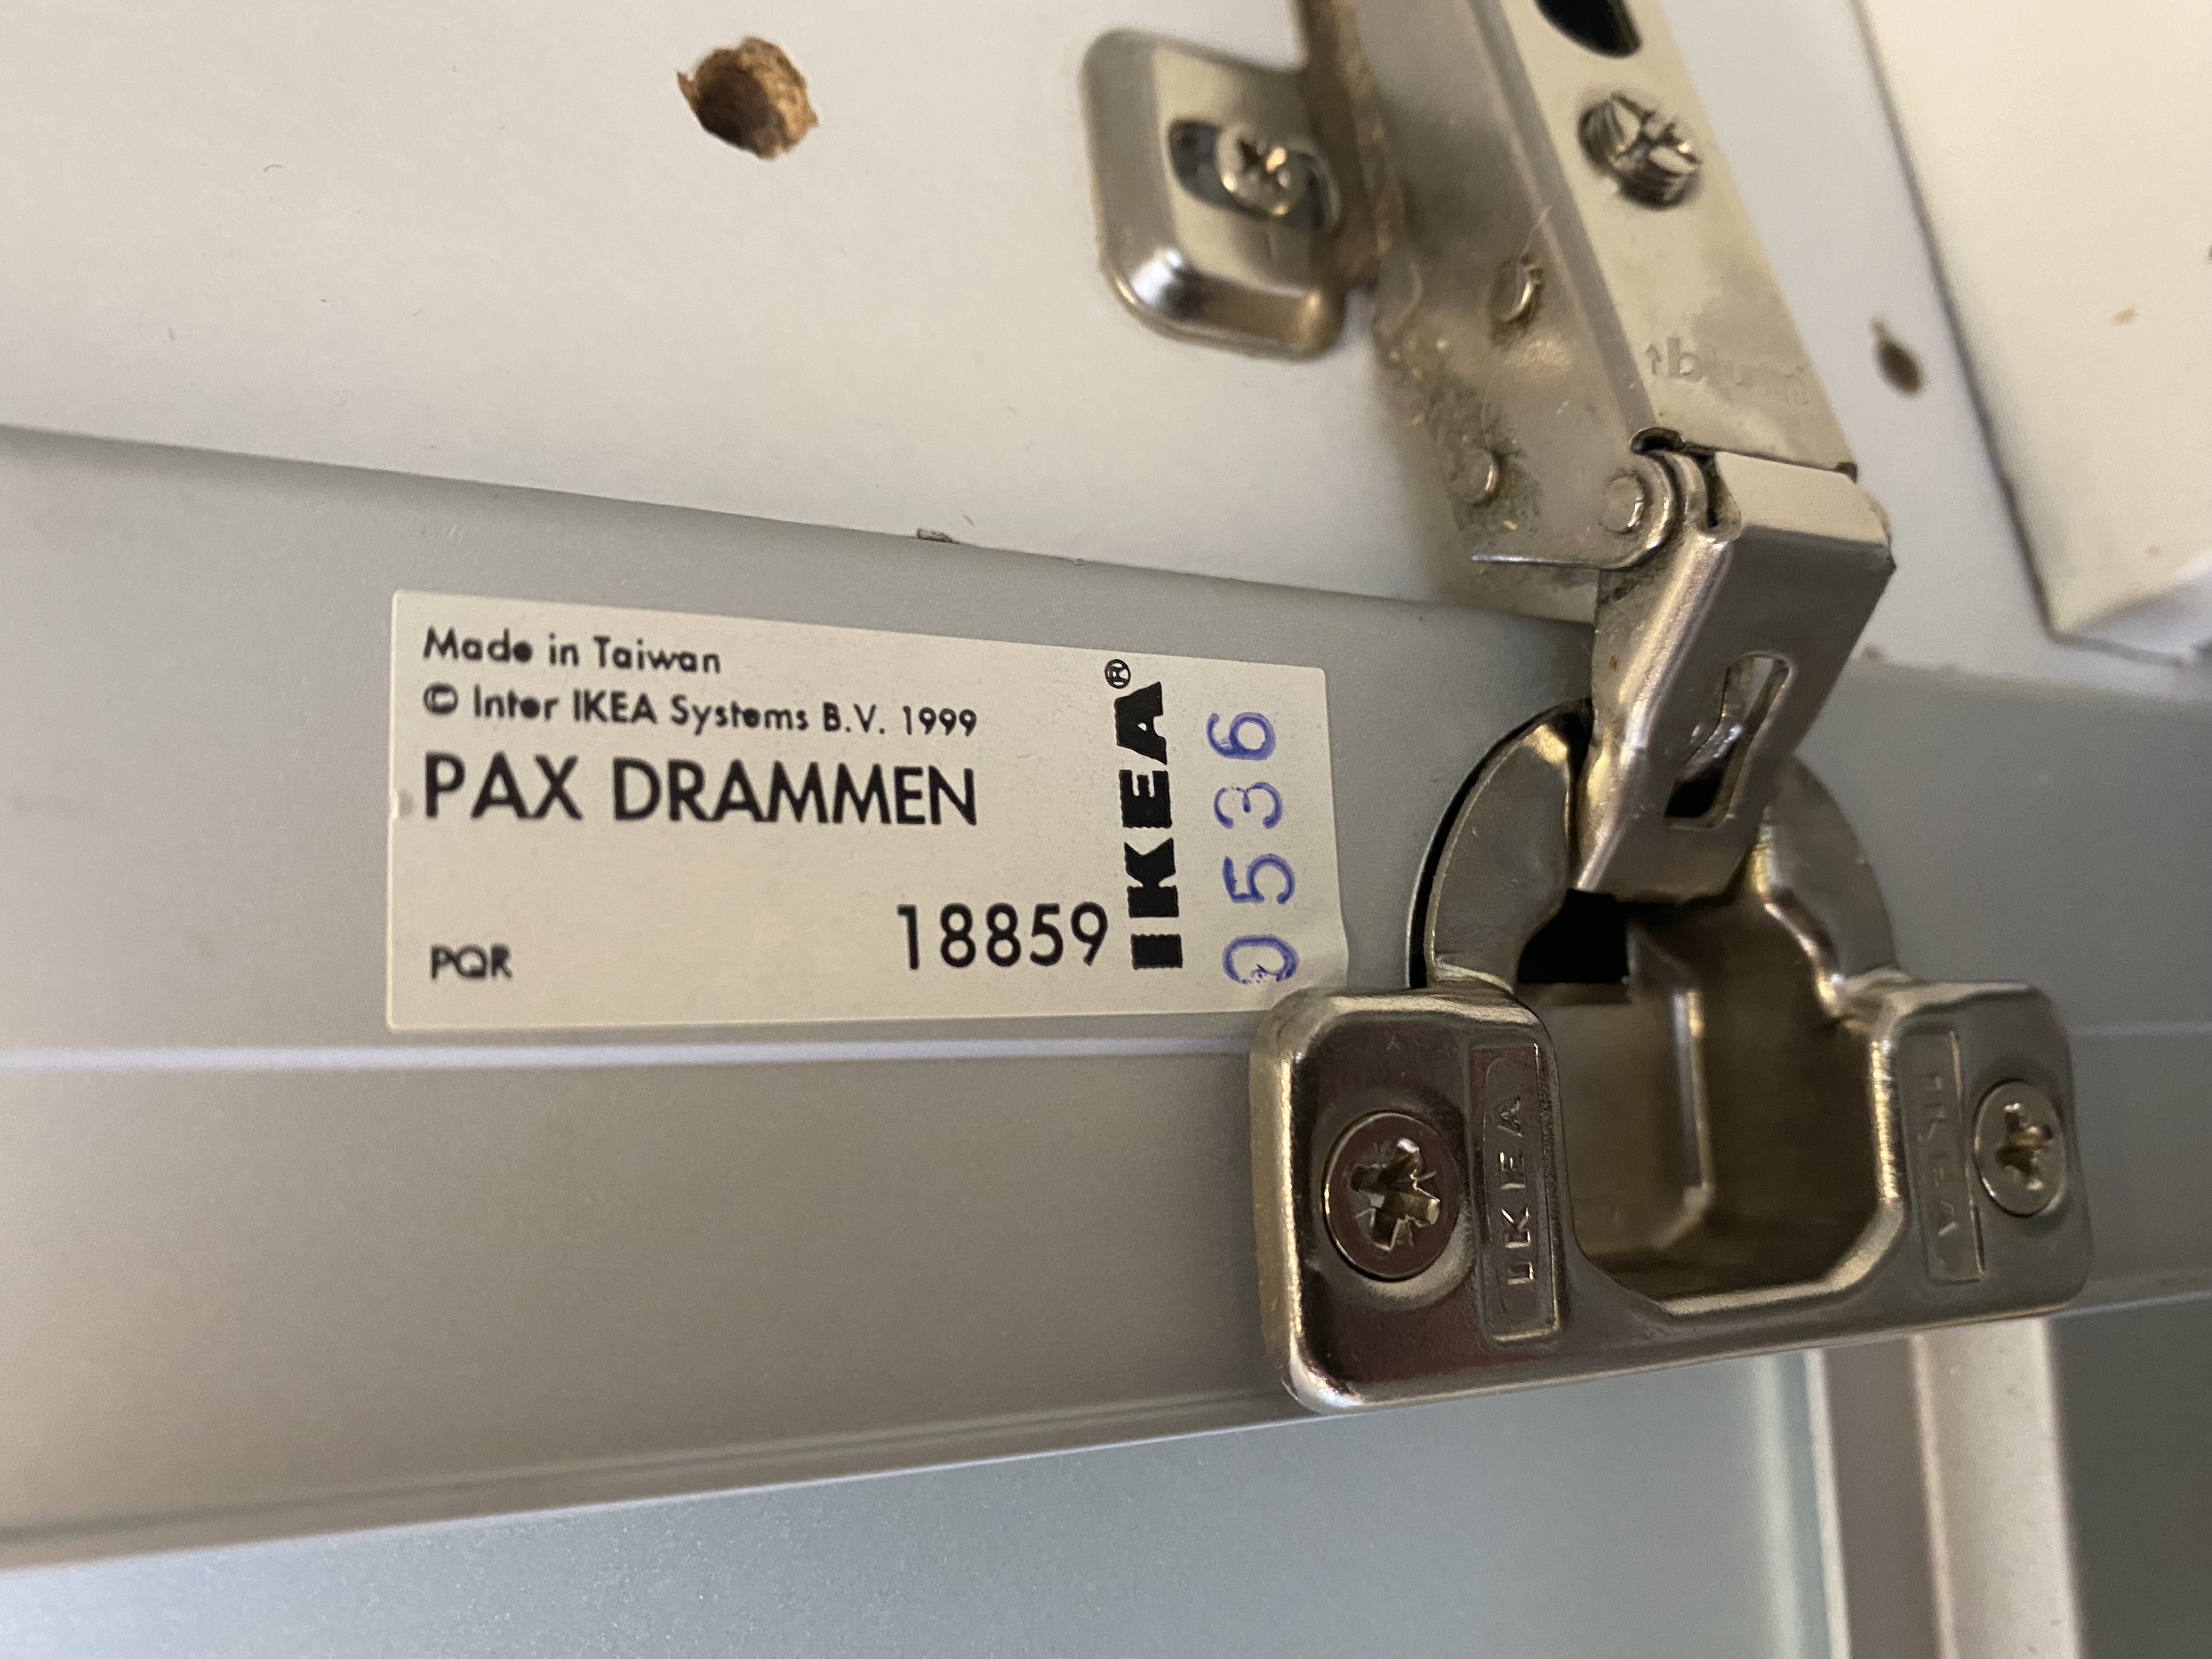 Made in Taiwan
© Inter IKEA Systems B.V. 1999
PAX DRAMMEN
PQR
18859
IKEA®
0536
blum
IKEA
IKEA